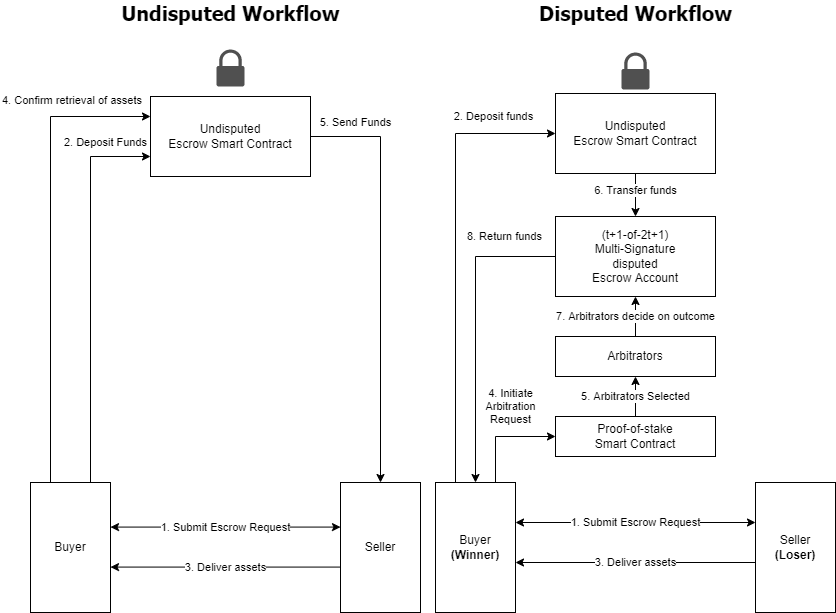 Undisputed Workflow
4. Confirm retrieval of assets
2. Deposit Funds
Undisputed
Escrow Smart Contract
5. Send Funds
Buyer
1. Submit Escrow Request
3. Deliver assets
Seller
Disputed Workflow
2. Deposit funds
Undisputed
Escrow Smart Contract
6. Transfer funds
8. Return funds
(t+1-of-2t+1)
Multi-Signature
disputed
Escrow Account
7. Arbitrators decide on outcome
Arbitrators
5. Arbitrators Selected
4. Initiate
Arbitration
Request
Proof-of-stake
Smart Contract
Buyer
(Winner)
1. Submit Escrow Request
3. Deliver assets
Seller
(Loser)